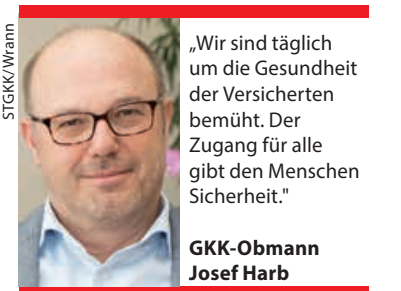 STGKK/Wrann
„Wir sind täglich
um die Gesundheit
der Versicherten
bemüht. Der
Zugang für alle
gibt den Menschen
Sicherheit."
GKK-Obmann
Josef Harb